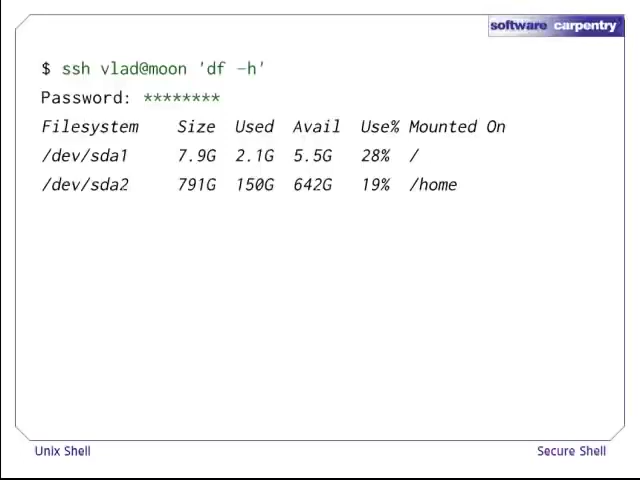 software carpentry
$ ssh vlad@moon 'df -h'
Password: ********
Filesystem Size Used Avail Use% Mounted On
/dev/sda1 7.9G 2.1G 5.5G 28% /
/dev/sda2 791G 150G 642G 19% /home
Unix Shell
Secure Shell